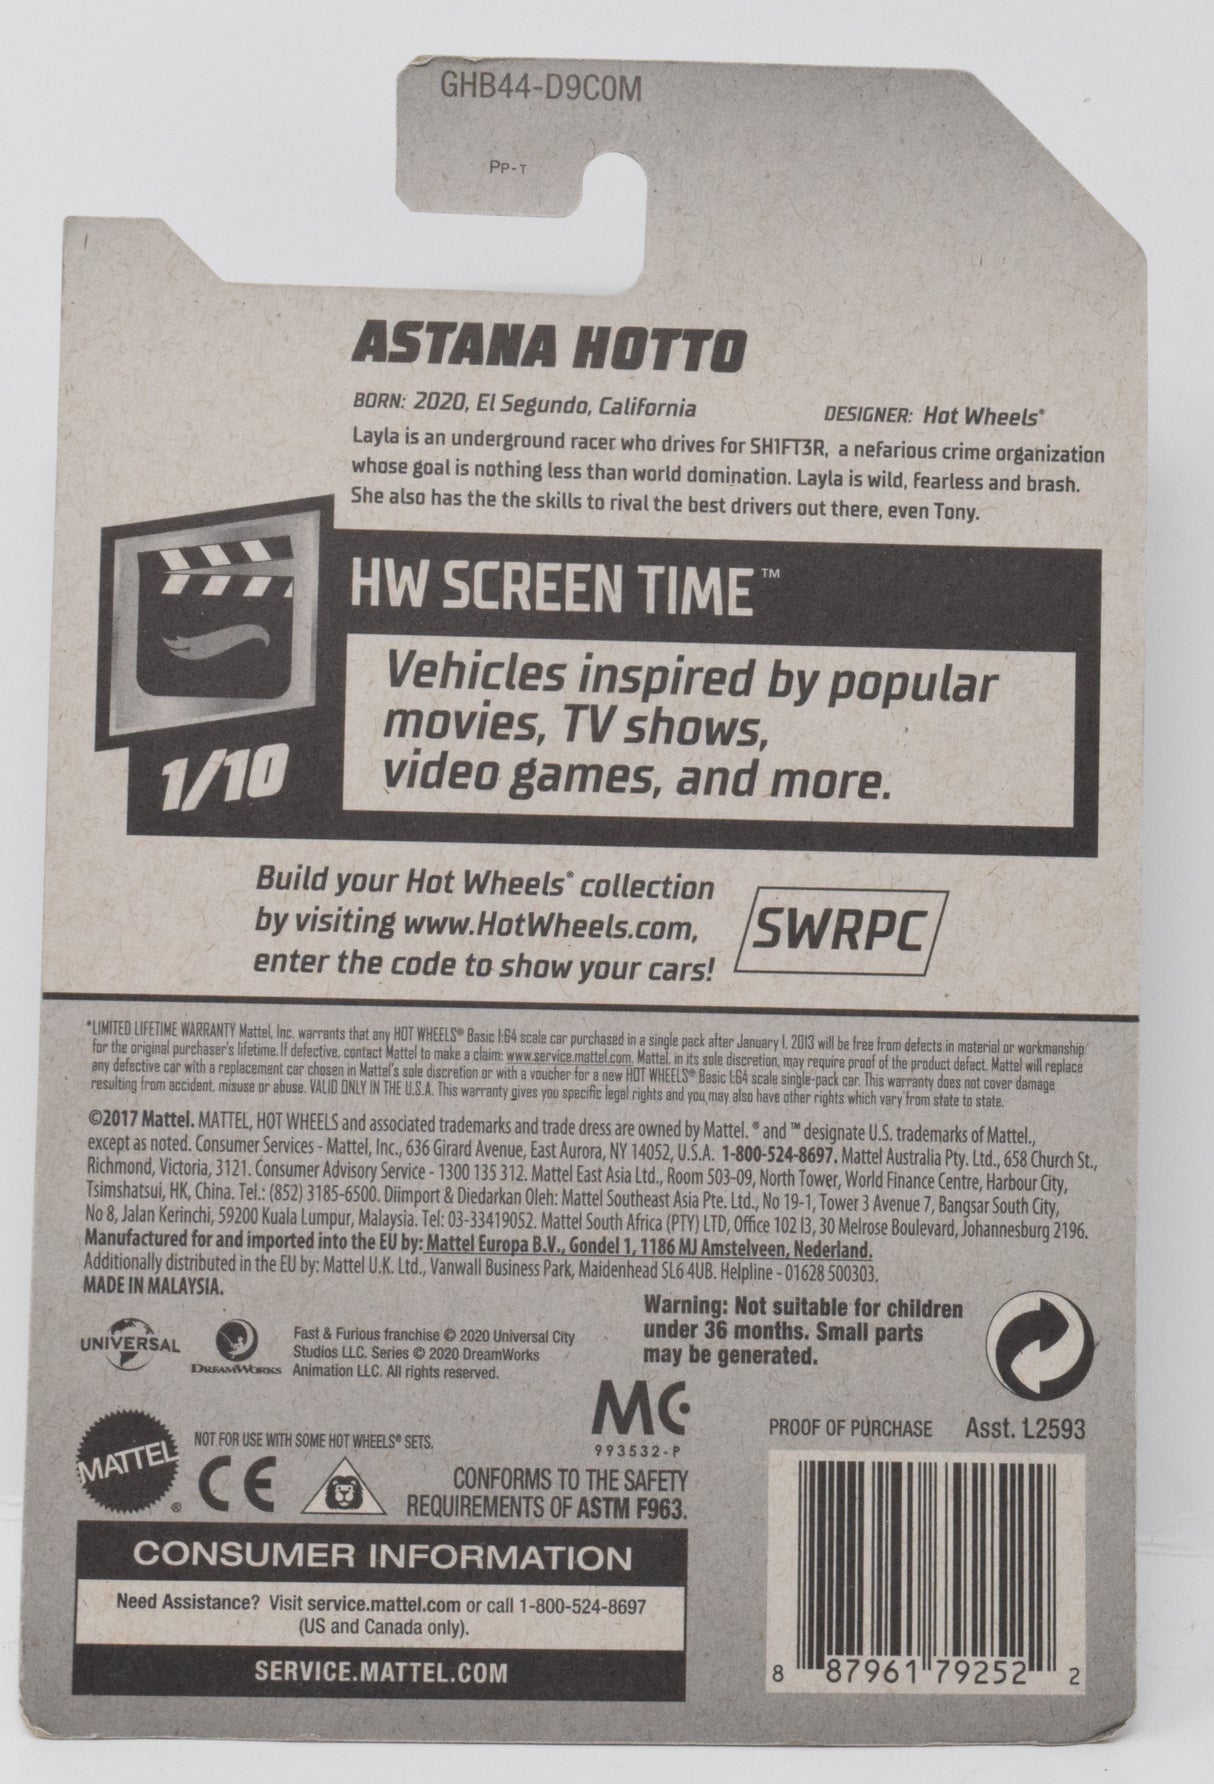 GHB44-D9C0M
Pp-T
ASTANA HOTTO
BORN: 2020, El Segundo, California
DESIGNER: Hot Wheels®
Layla is an underground racer who drives for SH1FT3R, a nefarious crime organization
whose goal is nothing less than world domination. Layla is wild, fearless and brash.
She also has the the skills to rival the best drivers out there, even Tony.
HW SCREEN TIME™
Vehicles inspired by popular
movies, TV shows,
video games, and more.
1/10
Build your Hot Wheels® collection
by visiting www.HotWheels.com,
enter the code to show your cars!
SWRPC
*LIMITED LIFETIME WARRANTY Mattel, Inc. warrants that any HOT WHEELS® Basic 1:64 scale car purchased in a single pack after January 1, 2013 will be free from defects in material or workmanship
for the original purchaser's lifetime. If defective, contact Mattel to make a claim: www.service.mattel.com. Mattel, in its sole discretion, may require proof of the product defect. Mattel will replace
any defective car with a replacement car chosen in Mattel's sole discretion or with a voucher for a new HOT WHEELS® Basic 1:64 scale single-pack car. This warranty does not cover damage
resulting from accident, misuse or abuse. VALID ONLY IN THE U.S.A. This warranty gives you specific legal rights and you may also have other rights which vary from state to state.
©2017 Mattel. MATTEL, HOT WHEELS and associated trademarks and trade dress are owned by Mattel. ® and ™ designate U.S. trademarks of Mattel.,
except as noted. Consumer Services - Mattel, Inc., 636 Girard Avenue, East Aurora, NY 14052, U.S.A. 1-800-524-8697. Mattel Australia Pty. Ltd., 658 Church St.,
Richmond, Victoria, 3121. Consumer Advisory Service - 1300 135 312. Mattel East Asia Ltd., Room 503-09, North Tower, World Finance Centre, Harbour City,
Tsimshatsui, HK, China. Tel.: (852) 3185-6500. Diimport & Diedarkan Oleh: Mattel Southeast Asia Pte. Ltd., No 19-1, Tower 3 Avenue 7, Bangsar South City,
No 8, Jalan Kerinchi, 59200 Kuala Lumpur, Malaysia. Tel: 03-33419052. Mattel South Africa (PTY) LTD, Office 102 I3, 30 Melrose Boulevard, Johannesburg 2196.
Manufactured for and imported into the EU by: Mattel Europa B.V., Gondel 1, 1186 MJ Amstelveen, Nederland.
Additionally distributed in the EU by: Mattel U.K. Ltd., Vanwall Business Park, Maidenhead SL6 4UB. Helpline - 01628 500303.
MADE IN MALAYSIA.
UNIVERSAL
DREAMWORKS
Fast & Furious franchise © 2020 Universal City
Studios LLC. Series © 2020 DreamWorks
Animation LLC. All rights reserved.
Warning: Not suitable for children
under 36 months. Small parts
may be generated.
MC
993532-P
PROOF OF PURCHASE Asst. L2593
MATTEL®
NOT FOR USE WITH SOME HOT WHEELS® SETS.
CE
CONFORMS TO THE SAFETY
REQUIREMENTS OF ASTM F963.
CONSUMER INFORMATION
Need Assistance? Visit service.mattel.com or call 1-800-524-8697
(US and Canada only).
SERVICE.MATTEL.COM
8 87961 79252 2